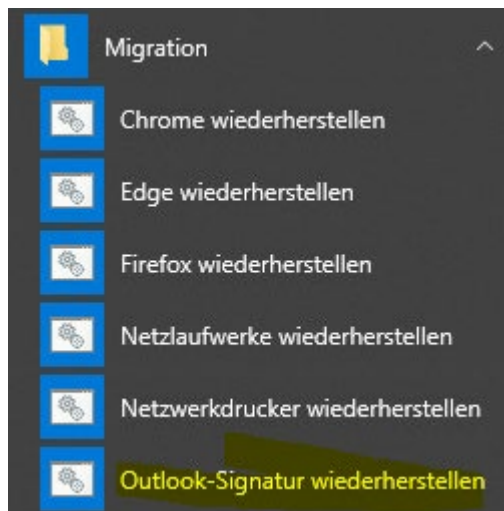 Migration
Chrome wiederherstellen
Edge wiederherstellen
Firefox wiederherstellen
Netzlaufwerke wiederherstellen
Netzwerkdrucker wiederherstellen
Outlook-Signatur wiederherstellen